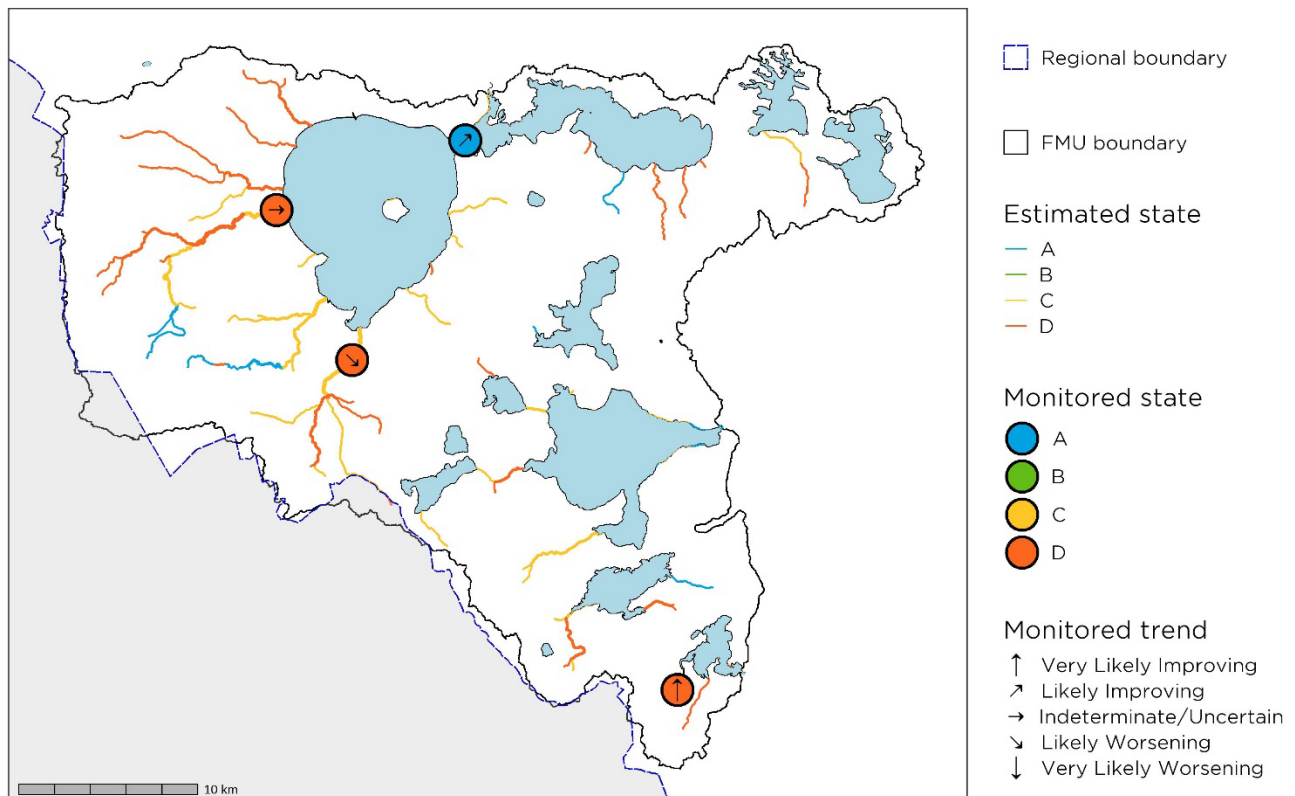 Regional boundary
FMU boundary
Estimated state
A
B
C
D
Monitored state
A
B
C
D
Monitored trend
↑ Very Likely Improving
↗ Likely Improving
→ Indeterminate/Uncertain
↘ Likely Worsening
↓ Very Likely Worsening
10 km